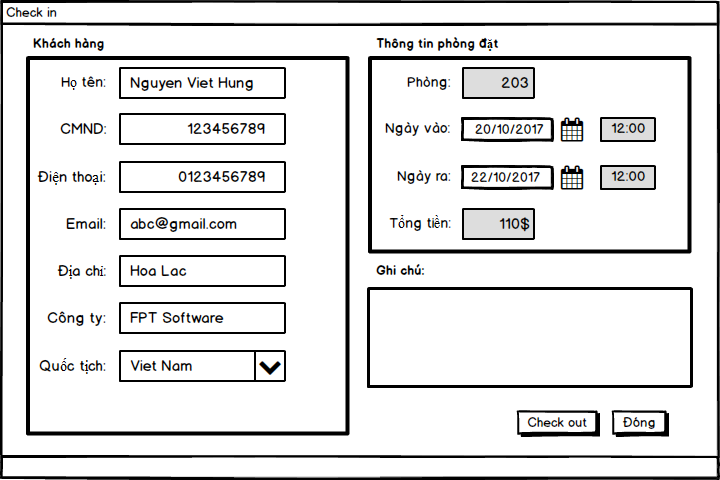 Check in
Khách hàng
Họ tên: Nguyen Viet Hung
CMND: 123456789
Điện thoại: 0123456789
Email: abc@gmail.com
Địa chỉ: Hoa Lac
Công ty: FPT Software
Quốc tịch: Viet Nam
Thông tin phòng đặt
Phòng: 203
Ngày vào: 20/10/2017 12:00
Ngày ra: 22/10/2017 12:00
Tổng tiền: 110$
Ghi chú:
Check out Đóng